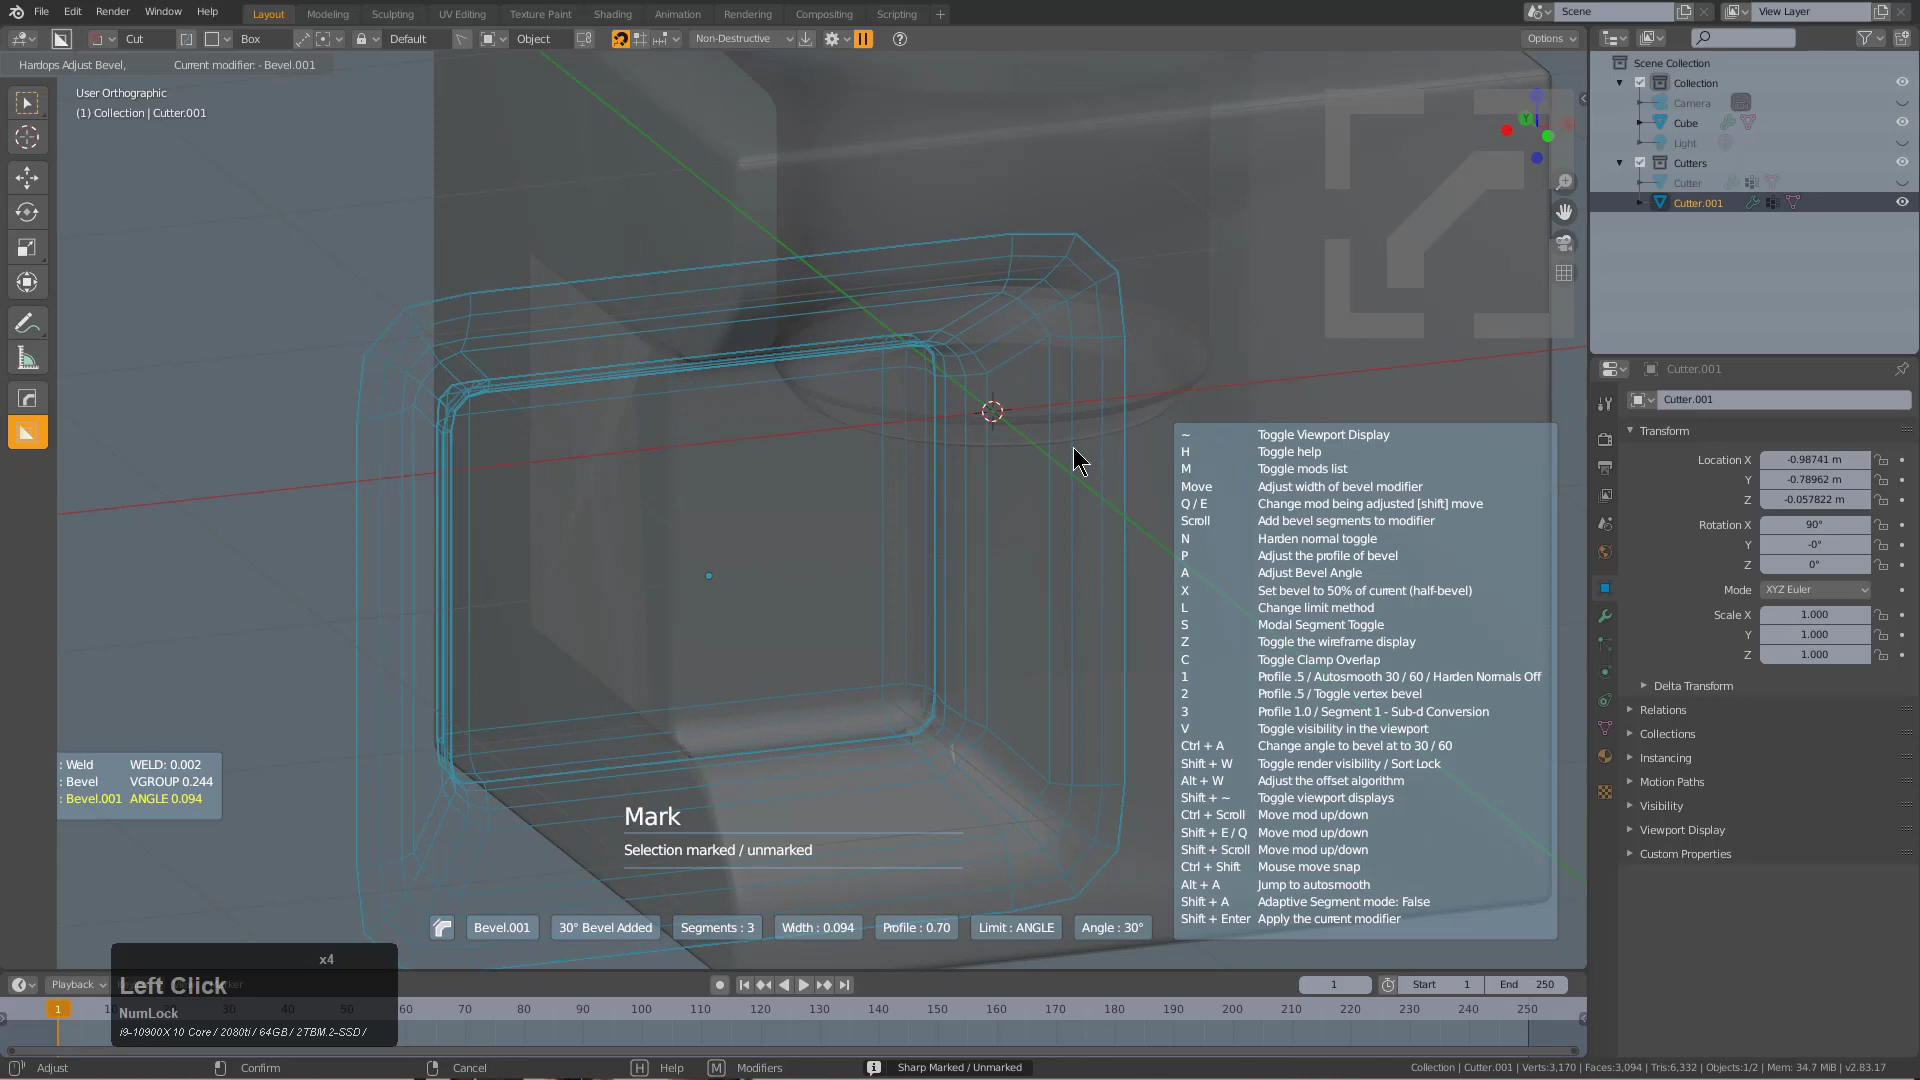 File Edit Render Window Help Layout Modeling Sculpting UV Editing Texture Paint Shading Animation Rendering Compositing Scripting Scene View Layer
Cut Box Default Object Non-Destructive Options
Hardops Adjust Bevel, Current modifier: - Bevel.001
User Orthographic
(1) Collection | Cutter.001
Scene Collection
Collection
Camera
Cube
Light
Cutters
Cutter
Cutter.001
Cutter.001
Cutter.001
Transform
Location X -0.98741 m
Y -0.78962 m
Z -0.057822 m
Rotation X 90°
Y -0°
Z 0°
Mode XYZ Euler
Scale X 1.000
Y 1.000
Z 1.000
Delta Transform
Relations
Collections
Instancing
Motion Paths
Visibility
Viewport Display
Custom Properties
~ Toggle Viewport Display
H Toggle help
M Toggle mods list
Move Adjust width of bevel modifier
Q / E Change mod being adjusted [shift] move
Scroll Add bevel segments to modifier
N Harden normal toggle
P Adjust the profile of bevel
A Adjust Bevel Angle
X Set bevel to 50% of current (half-bevel)
L Change limit method
S Modal Segment Toggle
Z Toggle the wireframe display
C Toggle Clamp Overlap
1 Profile .5 / Autosmooth 30 / 60 / Harden Normals Off
2 Profile .5 / Toggle vertex bevel
3 Profile 1.0 / Segment 1 - Sub-d Conversion
V Toggle visibility in the viewport
Ctrl + A Change angle to bevel at to 30 / 60
Shift + W Toggle render visibility / Sort Lock
Alt + W Adjust the offset algorithm
Shift + ~ Toggle viewport displays
Ctrl + Scroll Move mod up/down
Shift + E / Q Move mod up/down
Shift + Scroll Move mod up/down
Ctrl + Shift Mouse move snap
Alt + A Jump to autosmooth
Shift + A Adaptive Segment mode: False
Shift + Enter Apply the current modifier
: Weld WELD: 0.002
: Bevel VGROUP 0.244
: Bevel.001 ANGLE 0.094
Mark
Selection marked / unmarked
Bevel.001 30° Bevel Added Segments : 3 Width : 0.094 Profile : 0.70 Limit : ANGLE Angle : 30°
x4
Left Click
NumLock
i9-10900X 10 Core / 2080ti / 64GB / 2TBM.2-SSD /
Playback 1 Start 1 End 250
1 10 20 30 40 50 60 70 80 90 100 110 120 130 140 150 160 170 180 190 200 210 220 230 240 250
Adjust Confirm Cancel H Help M Modifiers Sharp Marked / Unmarked Collection | Cutter.001 | Verts:3,170 | Faces:3,094 | Tris:6,332 | Objects:1/2 | Mem: 34.7 MiB | v2.83.17